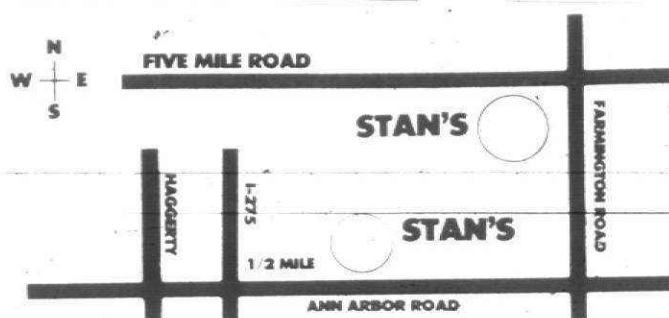 N
W E
S
FIVE MILE ROAD
STAN'S
FARMINGTON ROAD
HAGGERTY
I-275
STAN'S
1/2 MILE
ANN ARBOR ROAD